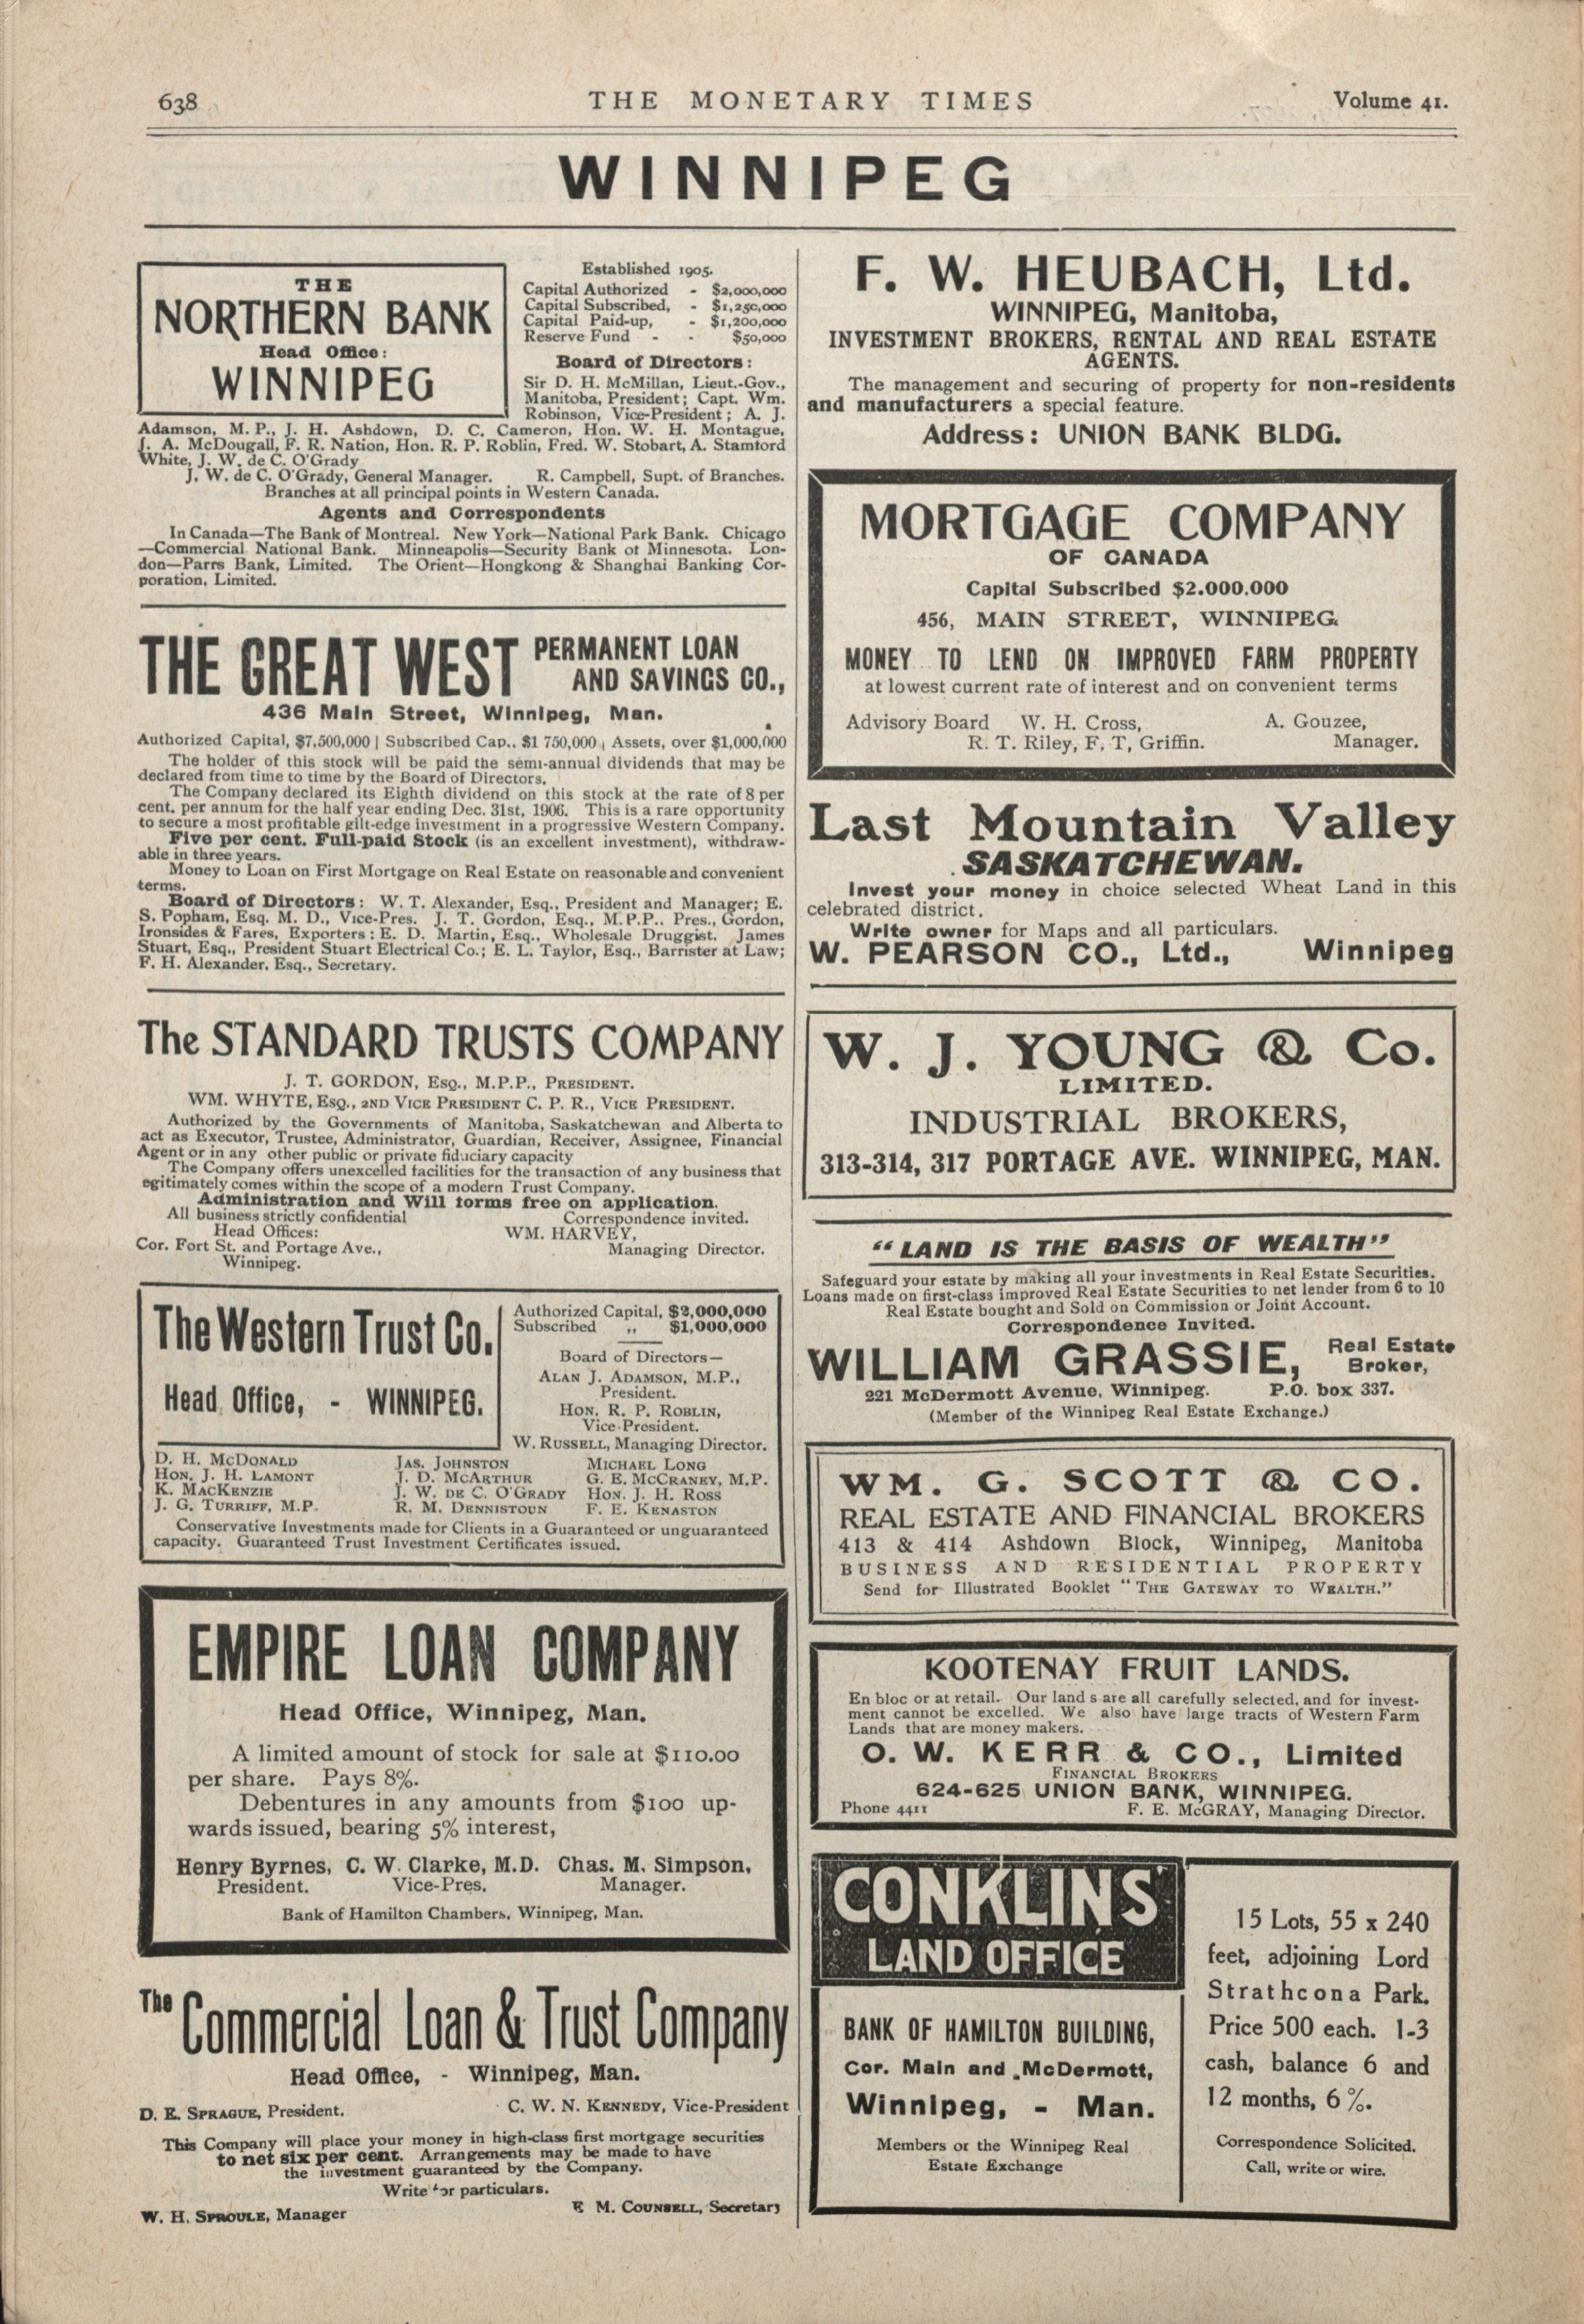 638
THE MONETARY TIMES
Volume 41.
WINNIPEG
THE
NORTHERN BANK
Head Office:
WINNIPEG
Established 1905.
Capital Authorized - $2,000,000
Capital Subscribed, - $1,250,000
Capital Paid-up, - $1,200,000
Reserve Fund - - $50,000
Board of Directors:
Sir D. H. McMillan, Lieut.-Gov.,
Manitoba, President; Capt. Wm.
Robinson, Vice-President; A. J.
Adamson, M. P., J. H. Ashdown, D. C. Cameron, Hon. W. H. Montague,
J. A. McDougall, F. R. Nation, Hon. R. P. Roblin, Fred. W. Stobart, A. Stamford
White, J. W. de C. O'Grady
J. W. de C. O'Grady, General Manager. R. Campbell, Supt. of Branches.
Branches at all principal points in Western Canada.
Agents and Correspondents
In Canada—The Bank of Montreal. New York—National Park Bank. Chicago
—Commercial National Bank. Minneapolis—Security Bank of Minnesota. Lon-
don—Parrs Bank, Limited. The Orient—Hongkong & Shanghai Banking Cor-
poration, Limited.
THE GREAT WEST PERMANENT LOAN
AND SAVINGS CO.,
436 Main Street, Winnipeg, Man.
Authorized Capital, $7,500,000 | Subscribed Cap., $1 750,000 | Assets, over $1,000,000
The holder of this stock will be paid the semi-annual dividends that may be
declared from time to time by the Board of Directors.
The Company declared its Eighth dividend on this stock at the rate of 8 per
cent. per annum for the half year ending Dec. 31st, 1906. This is a rare opportunity
to secure a most profitable gilt-edge investment in a progressive Western Company.
Five per cent. Full-paid Stock (is an excellent investment), withdraw-
able in three years.
Money to Loan on First Mortgage on Real Estate on reasonable and convenient
terms.
Board of Directors: W. T. Alexander, Esq., President and Manager; E.
S. Popham, Esq. M. D., Vice-Pres. J. T. Gordon, Esq., M.P.P., Pres., Gordon,
Ironsides & Fares, Exporters: E. D. Martin, Esq., Wholesale Druggist. James
Stuart, Esq., President Stuart Electrical Co.; E. L. Taylor, Esq., Barrister at Law;
F. H. Alexander, Esq., Secretary.
The STANDARD TRUSTS COMPANY
J. T. GORDON, Esq., M.P.P., PRESIDENT.
WM. WHYTE, Esq., 2ND VICE PRESIDENT C. P. R., VICE PRESIDENT.
Authorized by the Governments of Manitoba, Saskatchewan and Alberta to
act as Executor, Trustee, Administrator, Guardian, Receiver, Assignee, Financial
Agent or in any other public or private fiduciary capacity
The Company offers unexcelled facilities for the transaction of any business that
egitimately comes within the scope of a modern Trust Company.
Administration and Will forms free on application.
All business strictly confidential Correspondence invited.
Head Offices: WM. HARVEY,
Cor. Fort St. and Portage Ave., Managing Director.
Winnipeg.
The Western Trust Co.
Head Office, - WINNIPEG.
Authorized Capital, $2,000,000
Subscribed ,, $1,000,000
Board of Directors—
ALAN J. ADAMSON, M.P.,
President.
HON. R. P. ROBLIN,
Vice-President.
W. RUSSELL, Managing Director.
D. H. MCDONALD JAS. JOHNSTON MICHAEL LONG
HON. J. H. LAMONT J. D. MCARTHUR G. E. MCCRANEY, M.P.
K. MACKENZIE J. W. DE C. O'GRADY HON. J. H. ROSS
J. G. TURRIFF, M.P. R. M. DENNISTOUN F. E. KENASTON
Conservative Investments made for Clients in a Guaranteed or unguaranteed
capacity. Guaranteed Trust Investment Certificates issued.
EMPIRE LOAN COMPANY
Head Office, Winnipeg, Man.
A limited amount of stock for sale at $110.00
per share. Pays 8%.
Debentures in any amounts from $100 up-
wards issued, bearing 5% interest,
Henry Byrnes, C. W. Clarke, M.D. Chas. M. Simpson,
President. Vice-Pres. Manager.
Bank of Hamilton Chambers, Winnipeg, Man.
The Commercial Loan & Trust Company
Head Office, - Winnipeg, Man.
D. E. SPRAGUE, President. C. W. N. KENNEDY, Vice-President
This Company will place your money in high-class first mortgage securities
to net six per cent. Arrangements may be made to have
the investment guaranteed by the Company.
Write for particulars.
W. H. SPROULE, Manager E M. COUNSELL, Secretary
F. W. HEUBACH, Ltd.
WINNIPEG, Manitoba,
INVESTMENT BROKERS, RENTAL AND REAL ESTATE
AGENTS.
The management and securing of property for non-residents
and manufacturers a special feature.
Address: UNION BANK BLDG.
MORTGAGE COMPANY
OF CANADA
Capital Subscribed $2.000.000
456, MAIN STREET, WINNIPEG.
MONEY TO LEND ON IMPROVED FARM PROPERTY
at lowest current rate of interest and on convenient terms
Advisory Board W. H. Cross, A. Gouzee,
R. T. Riley, F. T, Griffin. Manager.
Last Mountain Valley
SASKATCHEWAN.
Invest your money in choice selected Wheat Land in this
celebrated district.
Write owner for Maps and all particulars.
W. PEARSON CO., Ltd., Winnipeg
W. J. YOUNG & Co.
LIMITED.
INDUSTRIAL BROKERS,
313-314, 317 PORTAGE AVE. WINNIPEG, MAN.
"LAND IS THE BASIS OF WEALTH"
Safeguard your estate by making all your investments in Real Estate Securities.
Loans made on first-class improved Real Estate Securities to net lender from 6 to 10
Real Estate bought and Sold on Commission or Joint Account.
Correspondence Invited.
WILLIAM GRASSIE, Real Estate
Broker,
221 McDermott Avenue, Winnipeg. P.O. box 337.
(Member of the Winnipeg Real Estate Exchange.)
WM. G. SCOTT & CO.
REAL ESTATE AND FINANCIAL BROKERS
413 & 414 Ashdown Block, Winnipeg, Manitoba
BUSINESS AND RESIDENTIAL PROPERTY
Send for Illustrated Booklet "THE GATEWAY TO WEALTH."
KOOTENAY FRUIT LANDS.
En bloc or at retail. Our land s are all carefully selected, and for invest-
ment cannot be excelled. We also have large tracts of Western Farm
Lands that are money makers.
O. W. KERR & CO., Limited
FINANCIAL BROKERS
624-625 UNION BANK, WINNIPEG.
Phone 4411 F. E. McGRAY, Managing Director.
CONKLINS'
LAND OFFICE
BANK OF HAMILTON BUILDING,
Cor. Main and McDermott,
Winnipeg, - Man.
Members of the Winnipeg Real
Estate Exchange
15 Lots, 55 x 240
feet, adjoining Lord
Strathcona Park.
Price 500 each. 1-3
cash, balance 6 and
12 months, 6%.
Correspondence Solicited.
Call, write or wire.